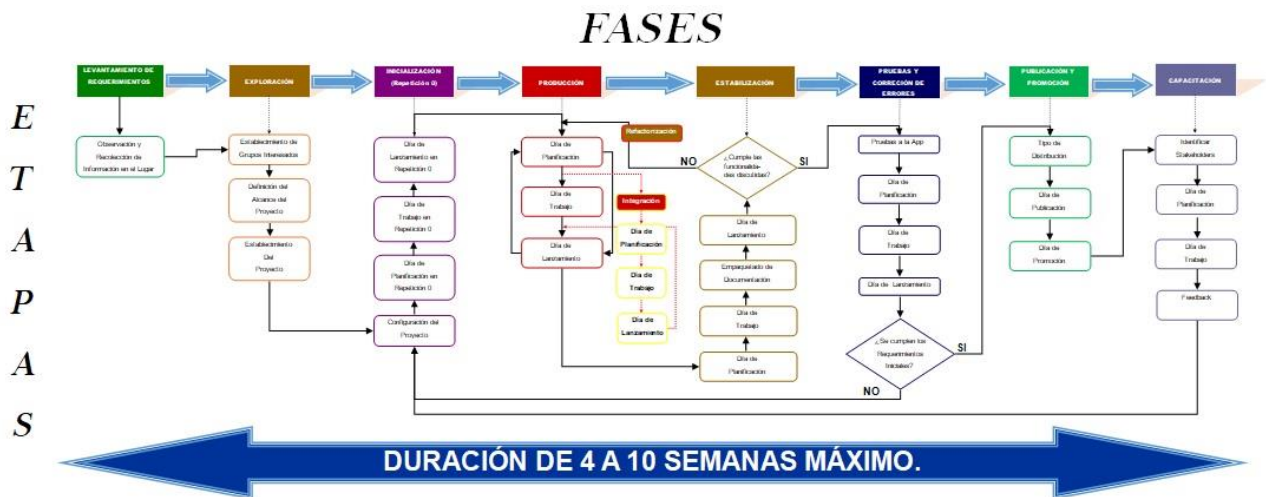 FASES
LEVANTAMIENTO DE
REQUERIMIENTOS
EXPLORACIÓN
INICIALIZACIÓN
(Repetición 0)
PRODUCCIÓN
ESTABILIZACIÓN
PRUEBAS Y
CORRECIÓN DE
ERRORES
PUBLICACIÓN Y
PROMOCIÓN
CAPACITACIÓN
E
T
A
P
A
S
Observación y
Recolección de
Información en el Lugar
Establecimiento de
Grupos Interesados
Definición del
Alcance del
Proyecto
Establecimiento
Del
Proyecto
Día de
Lanzamiento en
Repetición 0
Día de
Trabajo en
Repetición 0
Día de
Planificación en
Repetición 0
Configuración del
Proyecto
Día de
Planificación
Día de
Trabajo
Día de
Lanzamiento
Refactorización
Integración
Día de
Planificación
Día de
Trabajo
Día de
Lanzamiento
NO
¿Cumple las
funcionalida-
des discutidas?
SI
Día de
Lanzamiento
Empaquetado de
Documentación
Día de
Trabajo
Día de
Planificación
Pruebas a la App
Día de
Planificación
Día de
Trabajo
Día de Lanzamiento
¿Se cumplen los
Requerimientos
Iniciales?
SI
NO
Tipo de
Distribución
Día de
Publicación
Día de
Promoción
Identificar
Stakeholders
Día de
Planificación
Día de
Trabajo
Feedback
DURACIÓN DE 4 A 10 SEMANAS MÁXIMO.